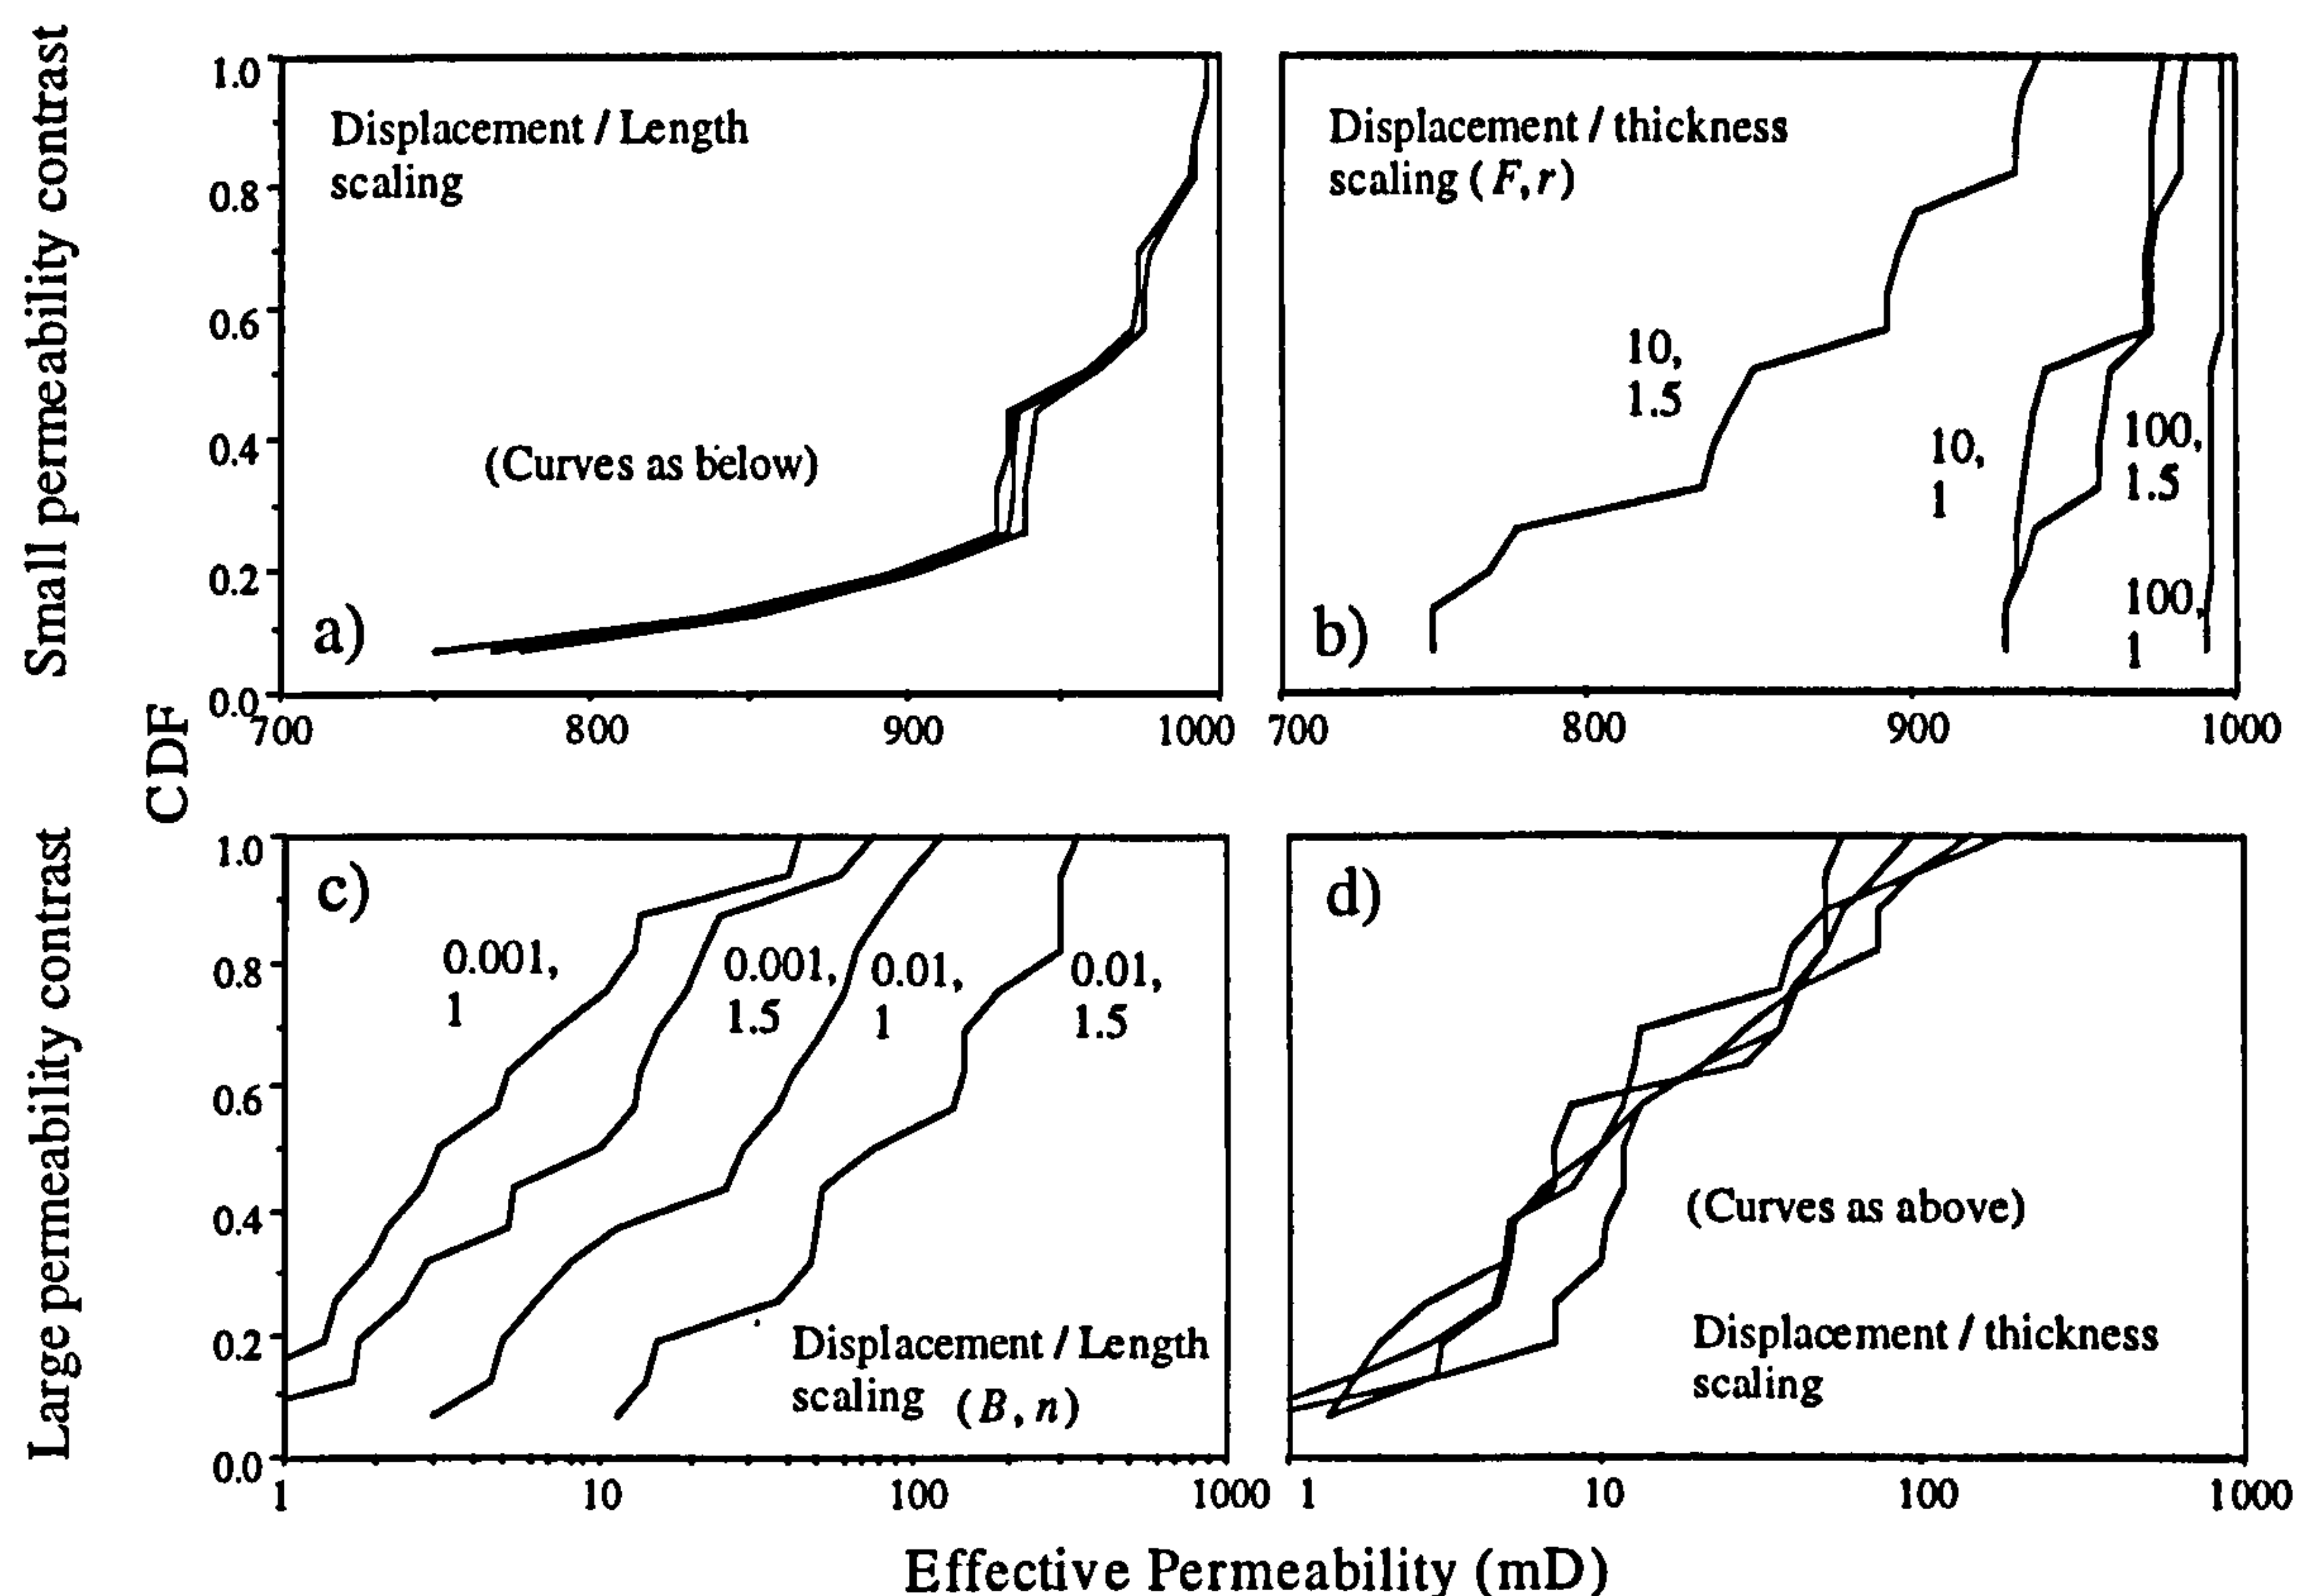 Small permeability contrast
Large permeability contrast
CDF
1.0
0.8
0.6
0.4
0.2
0.0
Displacement / Length
scaling
(Curves as below)
a)
700
800
900
1000
Displacement / thickness
scaling (F, r)
10,
1.5
10,
1
100,
1.5
100,
1
b)
700
800
900
1000
1.0
0.8
0.6
0.4
0.2
0.0
c)
0.001,
1
0.001,
1.5
0.01,
1
0.01,
1.5
Displacement / Length
scaling (B, n)
1
10
100
1000
d)
(Curves as above)
Displacement / thickness
scaling
1
10
100
1000
Effective Permeability (mD)